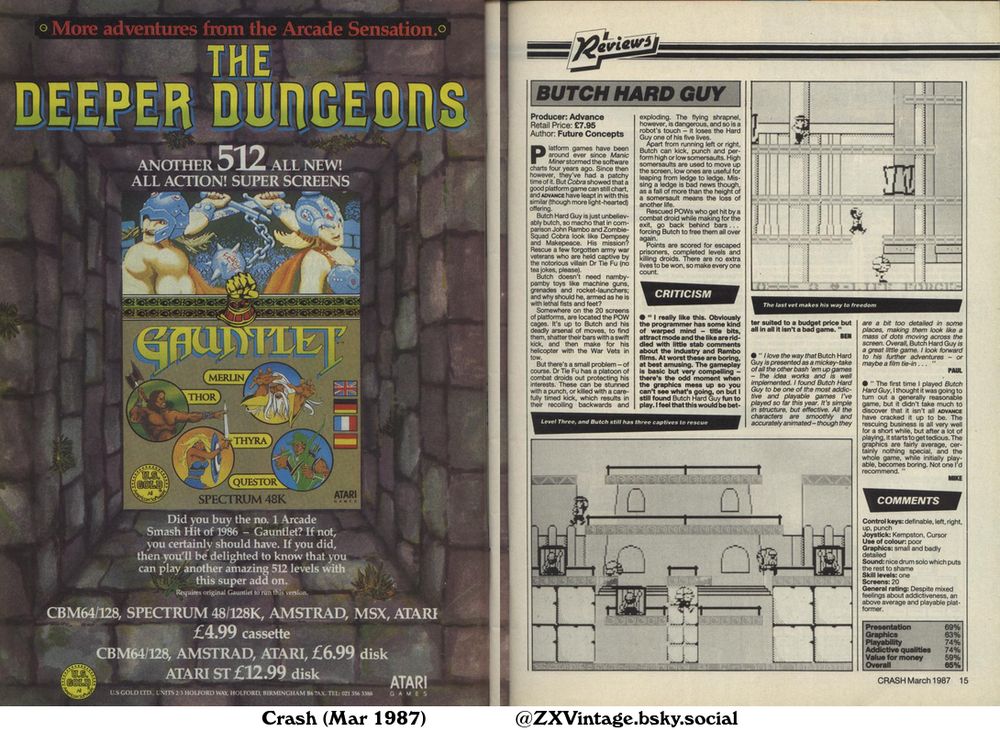 More adventures from the Arcade Sensation.
THE
DEEPER DUNGEONS
ANOTHER 512 ALL NEW!
ALL ACTION! SUPER SCREENS
GAUNTLET
MERLIN
THOR
THYRA
QUESTOR
U.S. GOLD
SPECTRUM 48K
ATARI
GAMES
Did you buy the no. 1 Arcade
Smash Hit of 1986 – Gauntlet? If not,
you certainly should have. If you did,
then you'll be delighted to know that you
can play another amazing 512 levels with
this super add on.
Requires original Gauntlet to run this version.
CBM64/128, SPECTRUM 48/128K, AMSTRAD, MSX, ATARI
£4.99 cassette
CBM64/128, AMSTRAD, ATARI, £6.99 disk
ATARI ST £12.99 disk
U.S. GOLD
ATARI
GAMES
U.S GOLD LTD., UNITS 2/3 HOLFORD WAY, HOLFORD, BIRMINGHAM B6 7AX. TEL: 021 356 3388
Reviews
BUTCH HARD GUY
Producer: Advance
Retail Price: £7.95
Author: Future Concepts
Platform games have been
around ever since Manic
Miner stormed the software
charts four years ago. Since then
however, they've had a patchy
time of it. But Cobra showed that a
good platform game can still chart,
and ADVANCE have leapt in with this
similar (though more light-hearted)
offering.
Butch Hard Guy is just unbeliev-
ably butch, so macho that in com-
parison John Rambo and Zombie-
Squad Cobra look like Dempsey
and Makepeace. His mission?
Rescue a few forgotten army war
veterans who are held captive by
the notorious villain Dr Tie Fu (no
tea jokes, please).
Butch doesn't need namby-
pamby toys like machine guns,
grenades and rocket-launchers;
and why should he, armed as he is
with lethal fists and feet?
Somewhere on the 20 screens
of platforms, are located the POW
cages. It's up to Butch and his
deadly arsenal of moves, to find
them, shatter their bars with a swift
kick, and then make for his
helicopter with the War Vets in
tow.
But there's a small problem – of
course. Dr Tie Fu has a platoon of
combat droids out protecting his
interests. These can be stunned
with a punch, or killed with a care-
fully timed kick, which results in
their recoiling backwards and
exploding. The flying shrapnel,
however, is dangerous, and so is a
robot's touch – it loses the Hard
Guy one of his five lives.
Apart from running left or right,
Butch can kick, punch and per-
form high or low somersaults. High
somersaults are used to move up
the screen, low ones are useful for
leaping from ledge to ledge. Mis-
sing a ledge is bad news though,
as a fall of more than the height of
a somersault means the loss of
another life.
Rescued POWs who get hit by a
combat droid while making for the
exit, go back behind bars . . .
forcing Butch to free them all over
again.
Points are scored for escaped
prisoners, completed levels and
killing droids. There are no extra
lives to be won, so make every one
count.
CRITICISM
● " I really like this. Obviously
the programmer has some kind
of warped mind – title bits,
attract mode and the like are rid-
dled with little stab comments
about the industry and Rambo
films. At worst these are boring,
at best amusing. The gameplay
is basic but very compelling –
there's the odd moment when
the graphics mess up so you
can't see what's going, on but I
still found Butch Hard Guy fun to
play. I feel that this would be bet-
Level Three, and Butch still has three captives to rescue
The last vet makes his way to freedom
ter suited to a budget price but
all in all it isn't a bad game. "
BEN
● " I love the way that Butch Hard
Guy is presented as a mickey-take
of all the other bash 'em up games
– the idea works and is well
implemented. I found Butch Hard
Guy to be one of the most addic-
tive and playable games I've
played so far this year. It's simple
in structure, but effective. All the
characters are smoothly and
accurately animated – though they
are a bit too detailed in some
places, making them look like a
mass of dots moving across the
screen. Overall, Butch Hard Guy is
a great little game. I look forward
to his further adventures – or
maybe a film tie-in . . . "
PAUL
● " The first time I played Butch
Hard Guy, I thought it was going to
turn out a generally reasonable
game, but it didn't take much to
discover that it isn't all ADVANCE
have cracked it up to be. The
rescuing business is all very well
for a short while, but after a lot of
playing, it starts to get tedious. The
graphics are fairly average, cer-
tainly nothing special, and the
whole game, while initially play-
able, becomes boring. Not one I'd
recommend. "
MIKE
COMMENTS
Control keys: definable, left, right,
up, punch
Joystick: Kempston, Cursor
Use of colour: poor
Graphics: small and badly
detailed
Sound: nice drum solo which puts
the rest to shame
Skill levels: one
Screens: 20
General rating: Despite mixed
feelings about addictiveness, an
above average and playable plat-
former.
Presentation 69%
Graphics 63%
Playability 74%
Addictive qualities 74%
Value for money 59%
Overall 65%
CRASH March 1987 15
Crash (Mar 1987) @ZXVintage.bsky.social